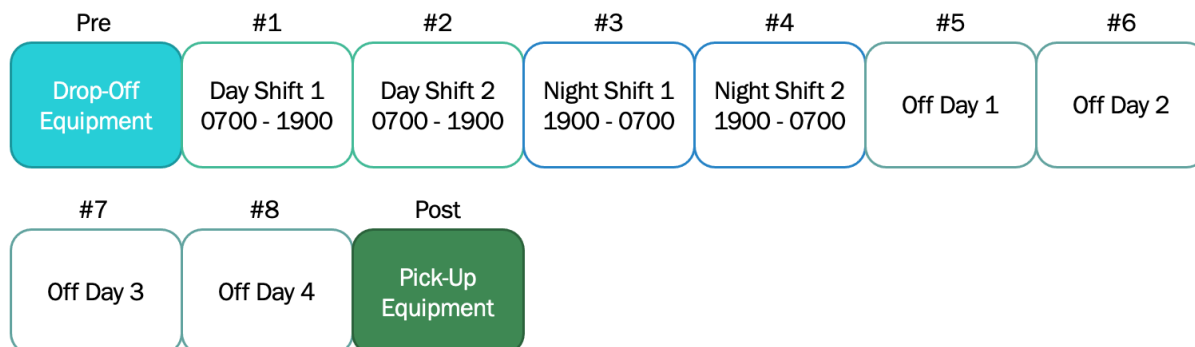 Pre
#1
#2
#3
#4
#5
#6
Drop-Off
Equipment
Day Shift 1
0700 - 1900
Day Shift 2
0700 - 1900
Night Shift 1
1900 - 0700
Night Shift 2
1900 - 0700
Off Day 1
Off Day 2
#7
#8
Post
Off Day 3
Off Day 4
Pick-Up
Equipment